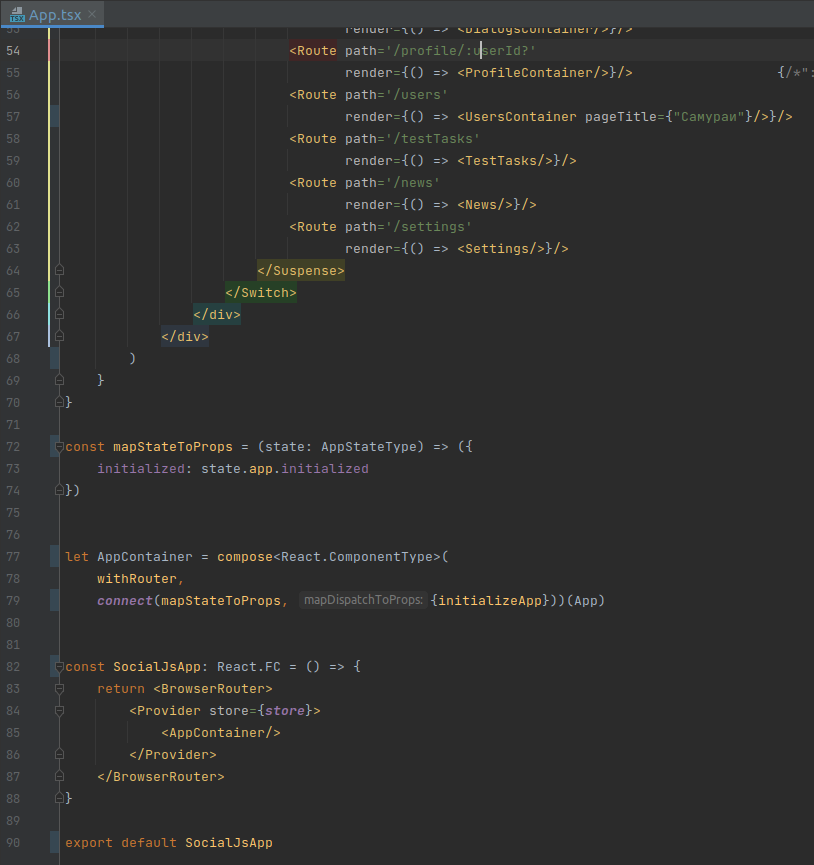 App.tsx
53 render={() => <DialogsContainer/>}/>
54 <Route path='/profile/:userId?'
55 render={() => <ProfileContainer/>}/> {/*":
56 <Route path='/users'
57 render={() => <UsersContainer pageTitle={"Самураи"}/>}/>
58 <Route path='/testTasks'
59 render={() => <TestTasks/>}/>
60 <Route path='/news'
61 render={() => <News/>}/>
62 <Route path='/settings'
63 render={() => <Settings/>}/>
64 </Suspense>
65 </Switch>
66 </div>
67 </div>
68 )
69 }
70 }
71
72 const mapStateToProps = (state: AppStateType) => ({
73 initialized: state.app.initialized
74 })
75
76
77 let AppContainer = compose<React.ComponentType>(
78 withRouter,
79 connect(mapStateToProps, mapDispatchToProps: {initializeApp}))(App)
80
81
82 const SocialJsApp: React.FC = () => {
83 return <BrowserRouter>
84 <Provider store={store}>
85 <AppContainer/>
86 </Provider>
87 </BrowserRouter>
88 }
89
90 export default SocialJsApp